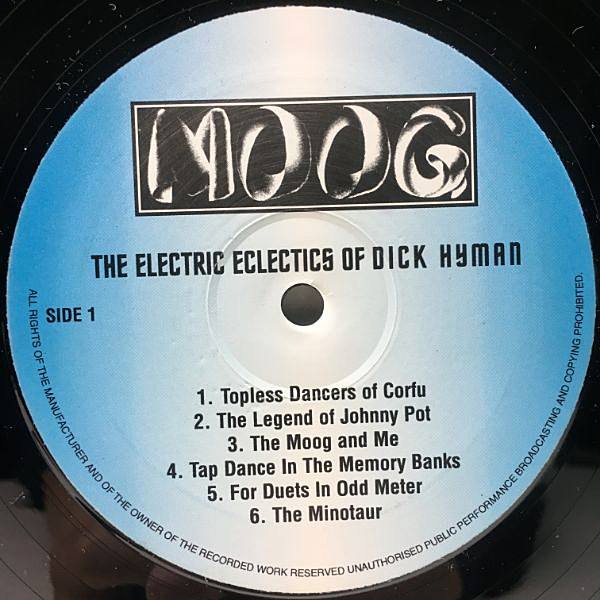 MOOG
THE ELECTRIC ECLECTICS OF DICK HYMAN
SIDE 1
1. Topless Dancers of Corfu
2. The Legend of Johnny Pot
3. The Moog and Me
4. Tap Dance In The Memory Banks
5. For Duets In Odd Meter
6. The Minotaur
ALL RIGHTS OF THE MANUFACTURER AND OF THE OWNER OF THE RECORDED WORK RESERVED UNAUTHORISED PUBLIC PERFORMANCE BROADCASTING AND COPYING PROHIBITED.